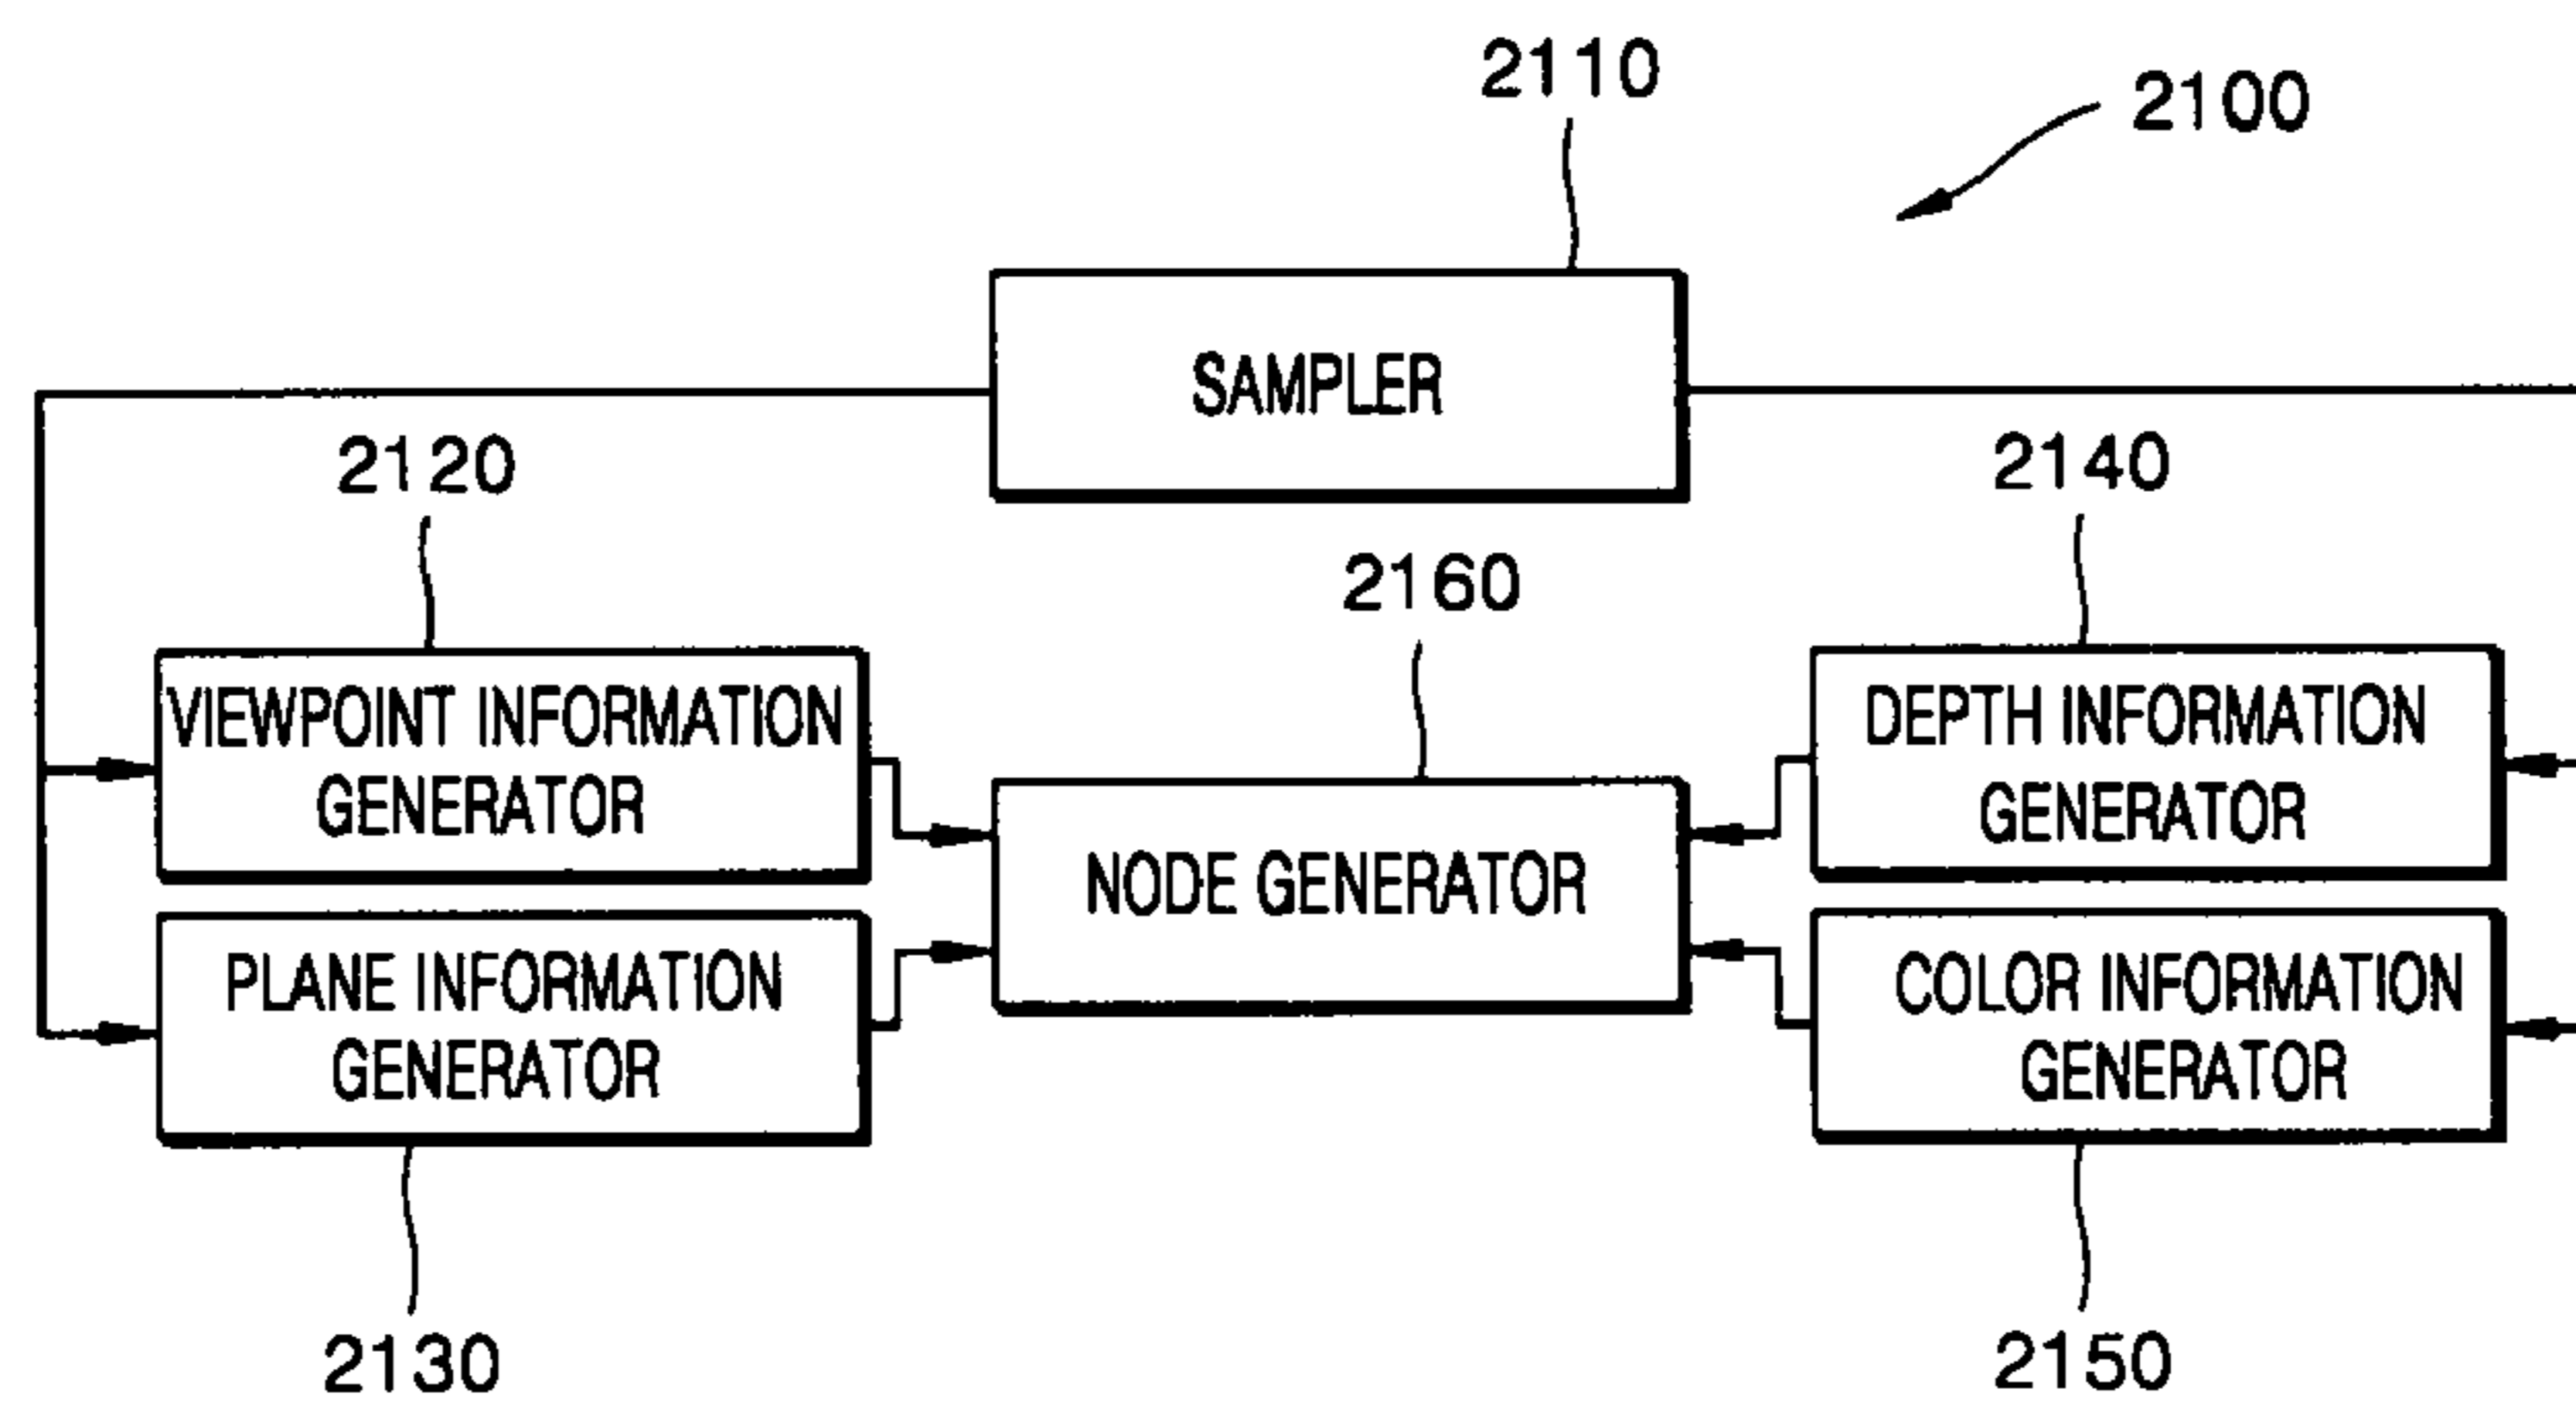 2110
2100
SAMPLER
2120
2140
2160
VIEWPOINT INFORMATION
GENERATOR
DEPTH INFORMATION
GENERATOR
NODE GENERATOR
PLANE INFORMATION
GENERATOR
COLOR INFORMATION
GENERATOR
2130
2150